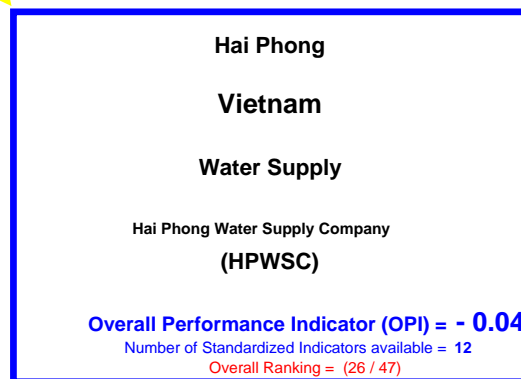 Hai Phong
Vietnam
Water Supply
Hai Phong Water Supply Company
(HPWSC)
Overall Performance Indicator (OPI) = - 0.04
Number of Standardized Indicators available = 12
Overall Ranking = (26 / 47)